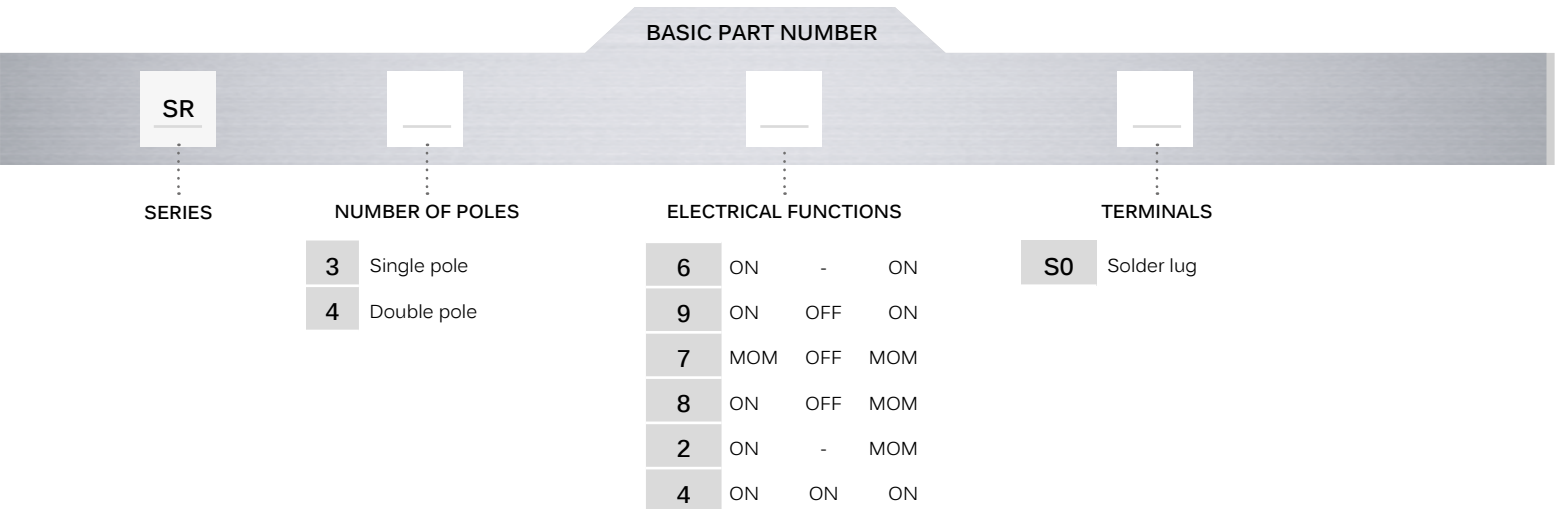 BASIC PART NUMBER
SR
SERIES
NUMBER OF POLES
ELECTRICAL FUNCTIONS
TERMINALS
3 Single pole
4 Double pole
6 ON - ON
9 ON OFF ON
7 MOM OFF MOM
8 ON OFF MOM
2 ON - MOM
4 ON ON ON
S0 Solder lug